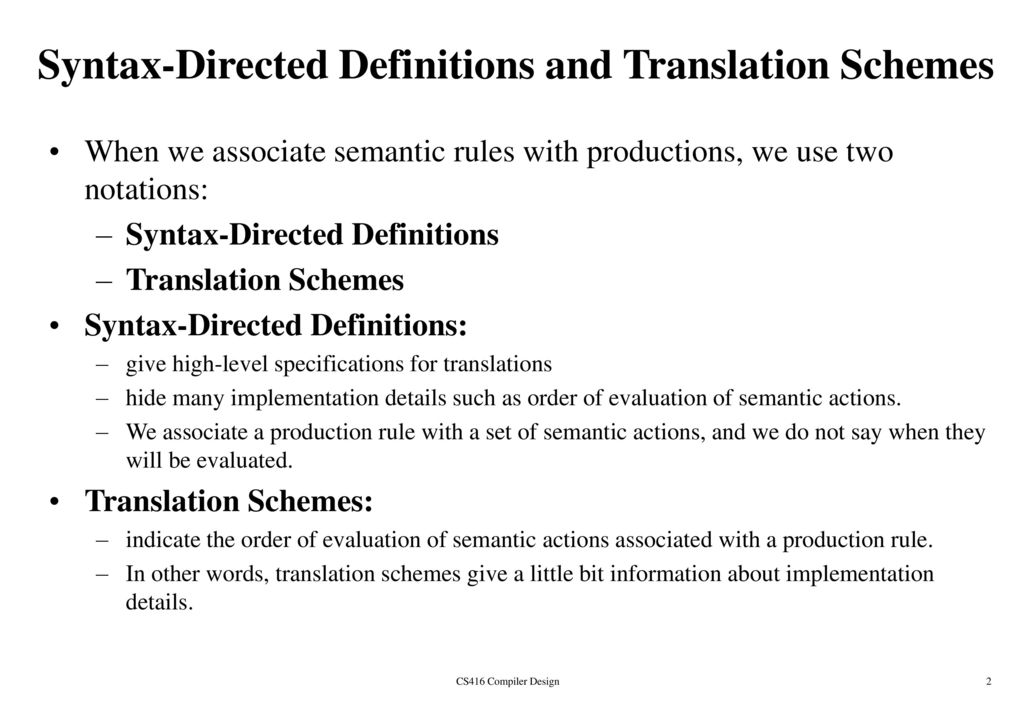 Syntax-Directed Definitions and Translation Schemes
• When we associate semantic rules with productions, we use two
notations:
– Syntax-Directed Definitions
– Translation Schemes
• Syntax-Directed Definitions:
– give high-level specifications for translations
– hide many implementation details such as order of evaluation of semantic actions.
– We associate a production rule with a set of semantic actions, and we do not say when they
will be evaluated.
• Translation Schemes:
– indicate the order of evaluation of semantic actions associated with a production rule.
– In other words, translation schemes give a little bit information about implementation
details.
CS416 Compiler Design
2